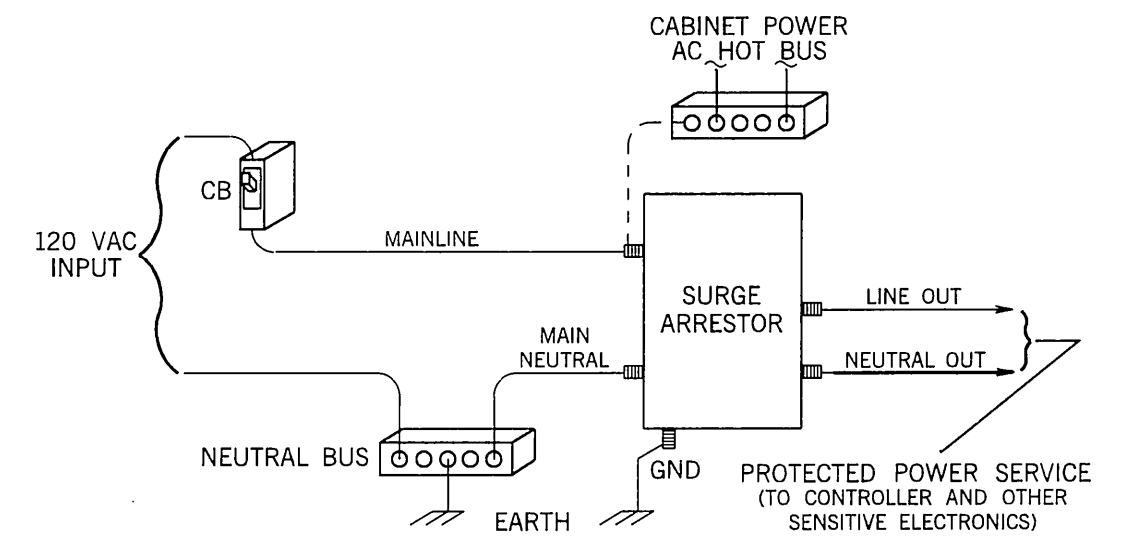 CABINET POWER
AC HOT BUS
CB
120 VAC
INPUT
MAINLINE
SURGE
ARRESTOR
LINE OUT
MAIN
NEUTRAL
NEUTRAL OUT
NEUTRAL BUS
GND
EARTH
PROTECTED POWER SERVICE
(TO CONTROLLER AND OTHER
SENSITIVE ELECTRONICS)